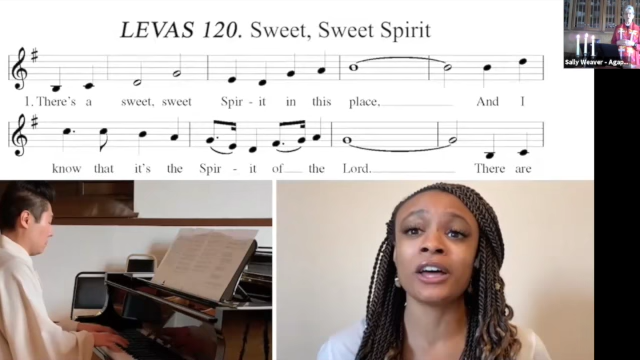 LEVAS 120. Sweet, Sweet Spirit
1. There's a sweet, sweet Spir - it in this place, And I
know that it's the Spir - it of the Lord. There are
Sally Weaver - Agap...